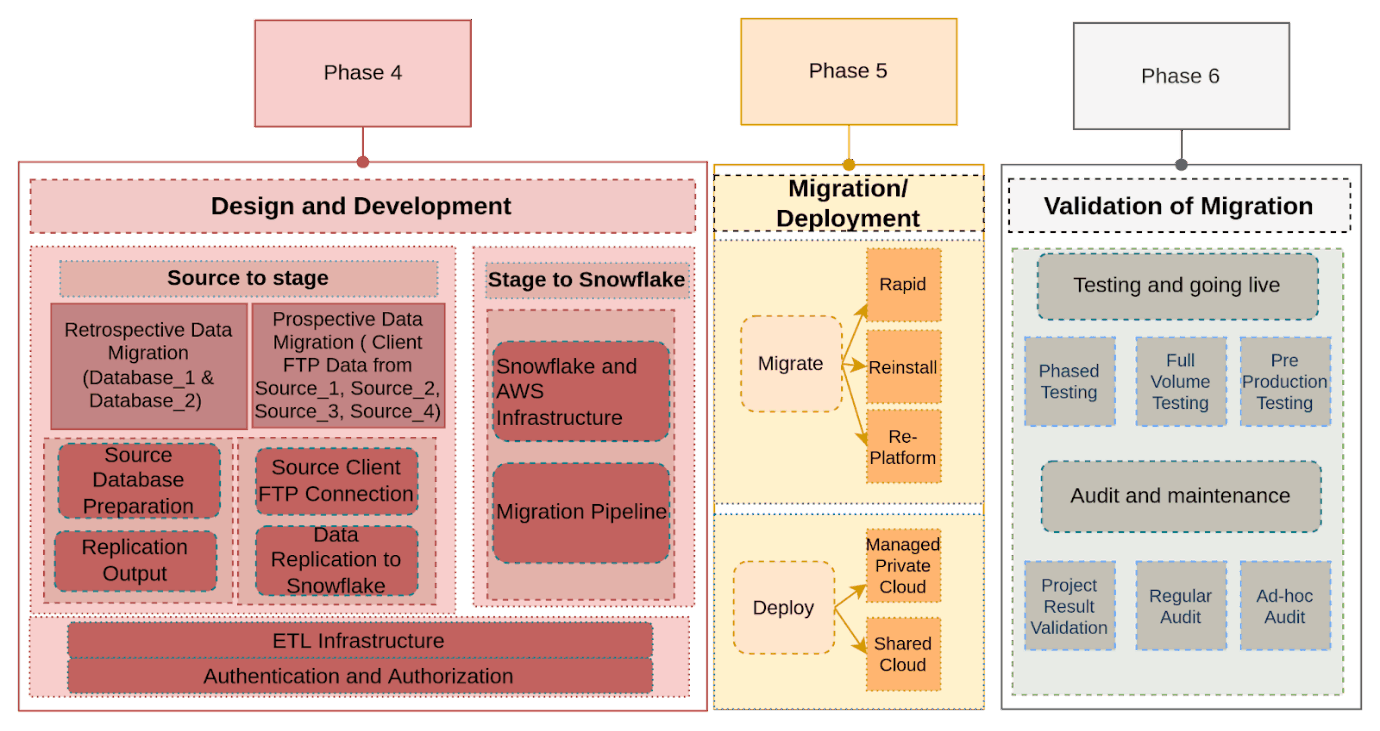 Phase 4
Phase 5
Phase 6
Design and Development
Source to stage
Retrospective Data
Migration
(Database_1 &
Database_2)
Prospective Data
Migration ( Client
FTP Data from
Source_1, Source_2,
Source_3, Source_4)
Source
Database
Preparation
Replication
Output
Source Client
FTP Connection
Data
Replication to
Snowflake
Stage to Snowflake
Snowflake and
AWS
Infrastructure
Migration Pipeline
ETL Infrastructure
Authentication and Authorization
Migration/
Deployment
Migrate
Rapid
Reinstall
Re-
Platform
Deploy
Managed
Private
Cloud
Shared
Cloud
Validation of Migration
Testing and going live
Phased
Testing
Full
Volume
Testing
Pre
Production
Testing
Audit and maintenance
Project
Result
Validation
Regular
Audit
Ad-hoc
Audit